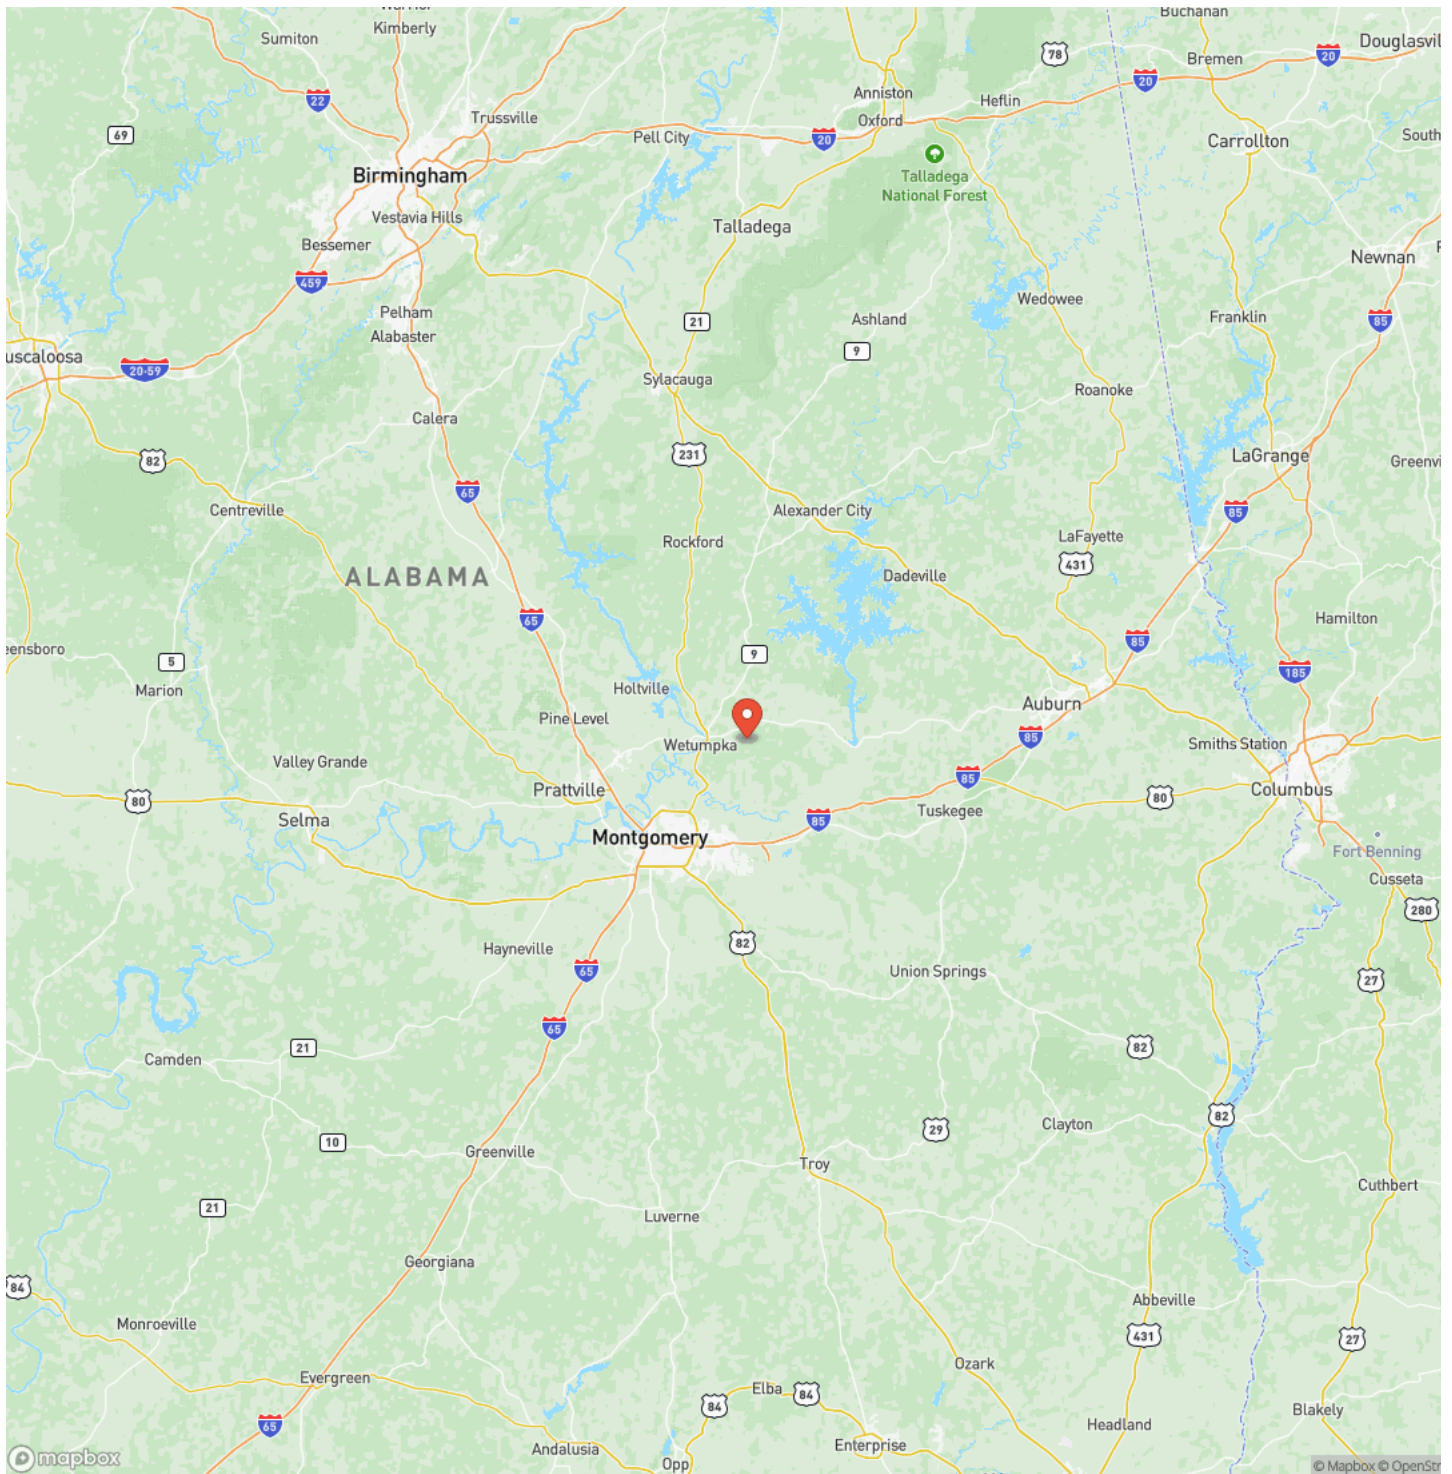 Warrior
Kimberly
Buchanan
Sumiton
Douglasvil
78
20
Bremen
20
22
Anniston
Heflin
Trussville
Oxford
69
Pell City
20
Carrollton
South
Birmingham
Talladega
National Forest
Vestavia Hills
Talladega
Bessemer
Newnan
459
Pelham
Wedowee
21
Ashland
Franklin
85
Alabaster
9
uscaloosa
20-59
Sylacauga
Roanoke
Calera
231
LaGrange
82
Greenvi
65
Centreville
Alexander City
85
Rockford
LaFayette
431
ALABAMA
Dadeville
65
Hamilton
85
eensboro
5
9
185
Marion
Holtville
Auburn
Pine Level
85
Wetumpka
Smiths Station
Valley Grande
85
Prattville
Columbus
80
80
Selma
Tuskegee
85
Montgomery
Fort Benning
Cusseta
280
82
Hayneville
65
Union Springs
27
65
21
82
Camden
82
10
29
Clayton
Greenville
Troy
Cuthbert
21
Luverne
Georgiana
84
Abbeville
Monroeville
431
27
Ozark
Evergreen
Elba
84
84
Blakely
65
Headland
Enterprise
Andalusia
Opp
mapbox
© Mapbox © OpenStr